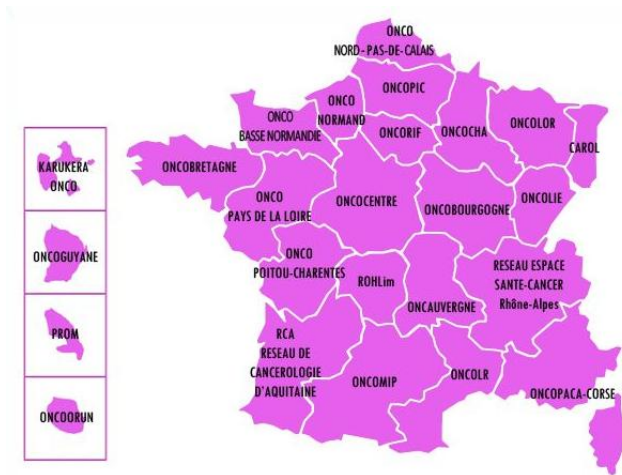 ONCO
NORD-PAS-DE-CALAIS
ONCOPIC
ONCO
NORMAND
ONCO
BASSE NORMANDIE
ONCORIF
ONCOCHA
ONCOLOR
CAROL
KARUKERA
ONCO
ONCOBRETAGNE
ONCO
PAYS DE LA LOIRE
ONCOCENTRE
ONCOBOURGOGNE
ONCOLIE
ONCOGUYANE
ONCO
POITOU-CHARENTES
ROHLim
ONCAUVERGNE
RESEAU ESPACE
SANTE-CANCER
Rhône-Alpes
PROM
RCA
RESEAU DE
CANCEROLOGIE
D'AQUITAINE
ONCOMIP
ONCOLR
ONCOPACA-CORSE
ONCOORUN